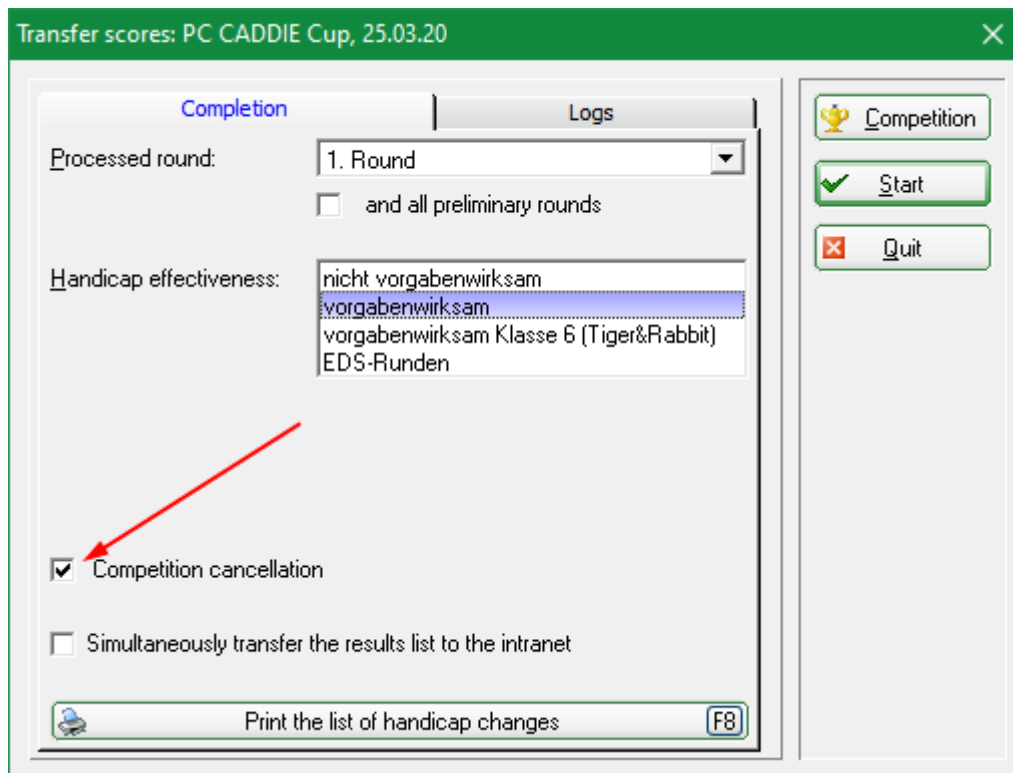 Transfer scores: PC CADDIE Cup, 25.03.20
Completion
Logs
Processed round:
1. Round
and all preliminary rounds
Handicap effectiveness:
nicht vorgabenwirksam
vorgabenwirksam
vorgabenwirksam Klasse 6 (Tiger&Rabbit)
EDS-Runden
Competition cancellation
Simultaneously transfer the results list to the intranet
Print the list of handicap changes F8
Competition
Start
Quit